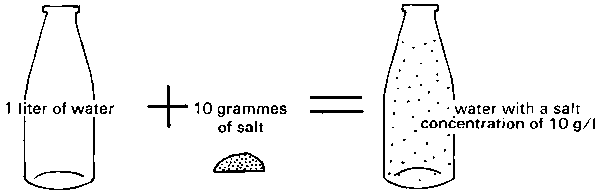 1 liter of water
10 grammes
of salt
water with a salt
concentration of 10 g/l